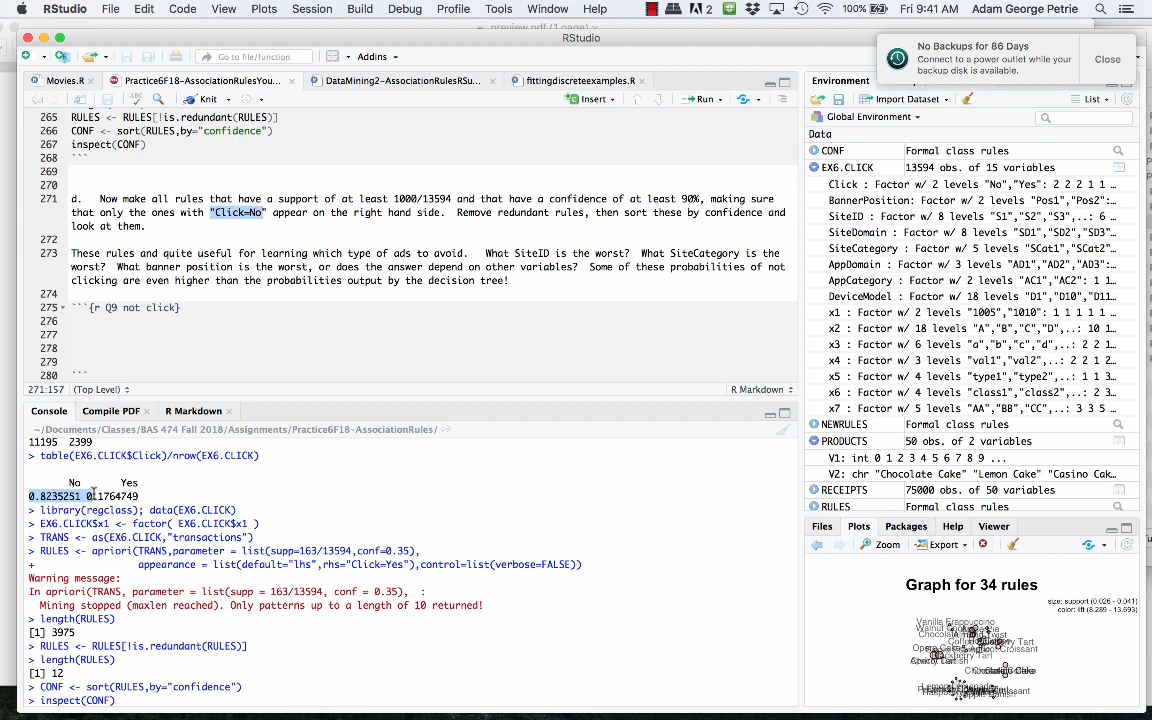 RStudio File Edit Code View Plots Session Build Debug Profile Tools Window Help 2 100% Fri 9:41 AM Adam George Petrie
RStudio
No Backups for 86 Days
Connect to a power outlet while your
backup disk is available.
Close
Go to file/function Addins
Movies.R Practice6F18-AssociationRulesYou... DataMining2-AssociationRulesRSu... fittingdiscreteexamples.R
Knit Insert Run
265 RULES <- RULES[!is.redundant(RULES)]
266 CONF <- sort(RULES,by="confidence")
267 inspect(CONF)
268 ```
269
270
271 d. Now make all rules that have a support of at least 1000/13594 and that have a confidence of at least 90%, making sure
that only the ones with "Click=No" appear on the right hand side. Remove redundant rules, then sort these by confidence and
look at them.
272
273 These rules and quite useful for learning which type of ads to avoid. What SiteID is the worst? What SiteCategory is the
worst? What banner position is the worst, or does the answer depend on other variables? Some of these probabilities of not
clicking are even higher than the probabilities output by the decision tree!
274
275 ```{r Q9 not click}
276
277
278
279
280 ```
271:157 (Top Level) R Markdown
Console Compile PDF R Markdown
~/Documents/Classes/BAS 474 Fall 2018/Assignments/Practice6F18-AssociationRules/
11195 2399
> table(EX6.CLICK$Click)/nrow(EX6.CLICK)
No Yes
0.8235251 0.1764749
> library(regclass); data(EX6.CLICK)
> EX6.CLICK$x1 <- factor( EX6.CLICK$x1 )
> TRANS <- as(EX6.CLICK,"transactions")
> RULES <- apriori(TRANS,parameter = list(supp=163/13594,conf=0.35),
+ appearance = list(default="lhs",rhs="Click=Yes"),control=list(verbose=FALSE))
Warning message:
In apriori(TRANS, parameter = list(supp = 163/13594, conf = 0.35), :
Mining stopped (maxlen reached). Only patterns up to a length of 10 returned!
> length(RULES)
[1] 3975
> RULES <- RULES[!is.redundant(RULES)]
> length(RULES)
[1] 12
> CONF <- sort(RULES,by="confidence")
> inspect(CONF)
Environment
Import Dataset List
Global Environment
Data
CONF Formal class rules
EX6.CLICK 13594 obs. of 15 variables
Click : Factor w/ 2 levels "No","Yes": 2 2 1 1 ...
BannerPosition: Factor w/ 2 levels "Pos1","Pos2":
SiteID : Factor w/ 8 levels "S1","S2","S3",..: 6 ...
SiteDomain : Factor w/ 8 levels "SD1","SD2","SD3"...
SiteCategory : Factor w/ 5 levels "SCat1","SCat2"...
AppDomain : Factor w/ 3 levels "AD1","AD2","AD3":...
AppCategory : Factor w/ 2 levels "AC1","AC2": 1 1 ...
DeviceModel : Factor w/ 18 levels "D1","D10","D11...
x1 : Factor w/ 2 levels "1005","1010": 1 1 1 1 1 ...
x2 : Factor w/ 18 levels "A","B","C","D",..: 10 1...
x3 : Factor w/ 6 levels "a","b","c","d",..: 2 2 1...
x4 : Factor w/ 3 levels "val1","val2",..: 2 2 1 2...
x5 : Factor w/ 4 levels "type1","type2",..: 1 1 3...
x6 : Factor w/ 4 levels "class1","class2",..: 2 3...
x7 : Factor w/ 5 levels "AA","BB","CC",..: 3 3 5 ...
NEWRULES Formal class rules
PRODUCTS 50 obs. of 2 variables
V1: int 0 1 2 3 4 5 6 7 8 9 ...
V2: chr "Chocolate Cake" "Lemon Cake" "Casino Cak...
RECEIPTS 75000 obs. of 50 variables
RULES Formal class rules
Files Plots Packages Help Viewer
Zoom Export
Graph for 34 rules
size: support (0.026 - 0.041)
color: lift (8.289 - 13.693)
Vanilla Frappuccino